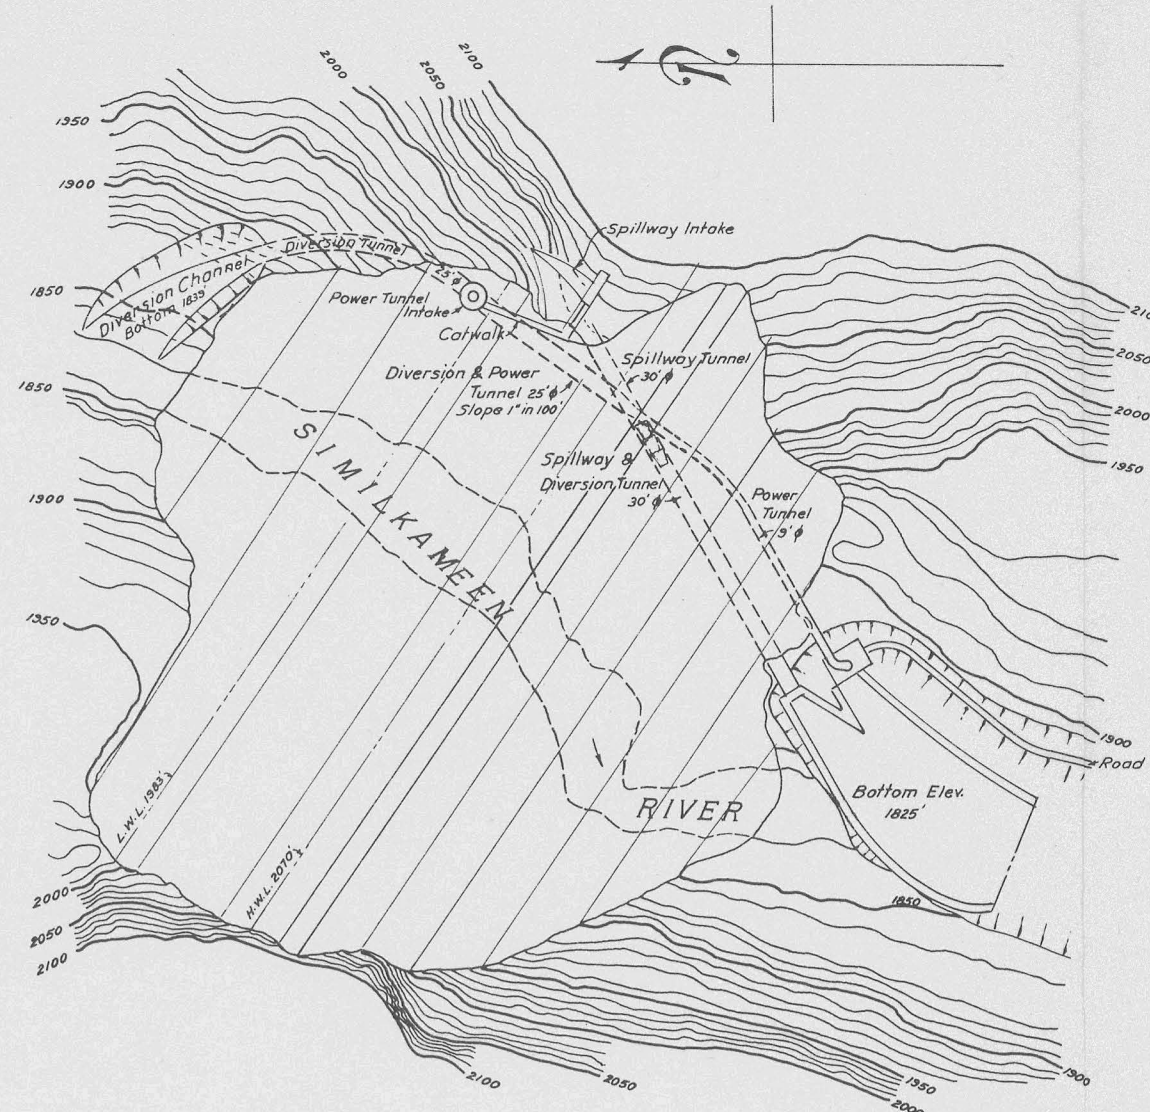 2100
2000
2050
1950
1900
Spillway Intake
Diversion Tunnel
25'φ
Diversion Channel
Bottom 1835'
1850
Power Tunnel
Intake
Catwalk
2050
Spillway Tunnel
30'φ
Diversion & Power
Tunnel 25'φ
Slope 1" in 100'
1850
2000
SIMILKAMEEN
1950
Spillway &
Diversion Tunnel
30'φ
Power
Tunnel
9'φ
1900
1950
1900
Road
L.W.L. 1983'
Bottom Elev.
1825'
RIVER
H.W.L. 2070'
2000
1850
2050
2100
2100
2050
1950
1900
2000